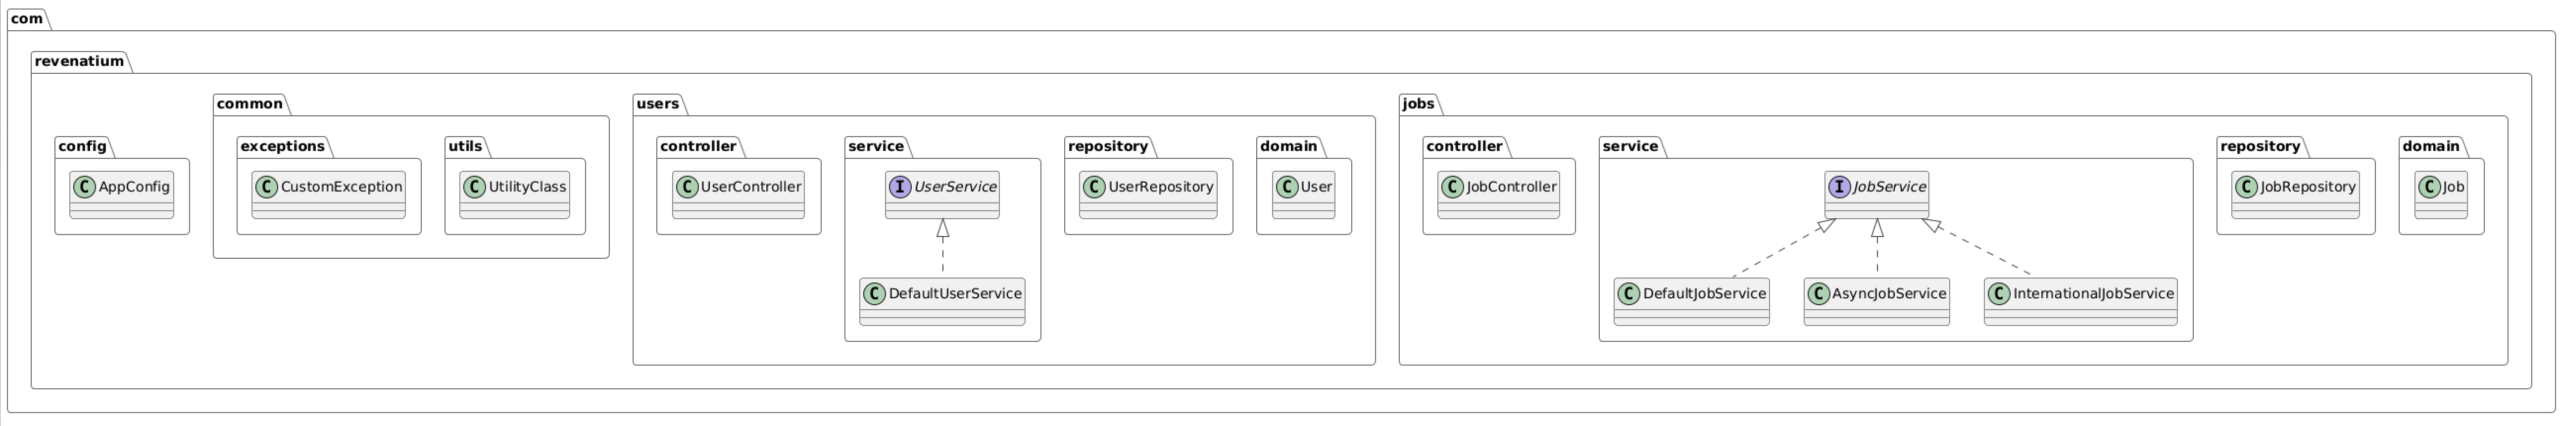 com
revenatium
config
C AppConfig
common
exceptions
C CustomException
utils
C UtilityClass
users
controller
C UserController
service
I UserService
C DefaultUserService
repository
C UserRepository
domain
C User
jobs
controller
C JobController
service
I JobService
C DefaultJobService
C AsyncJobService
C InternationalJobService
repository
C JobRepository
domain
C Job